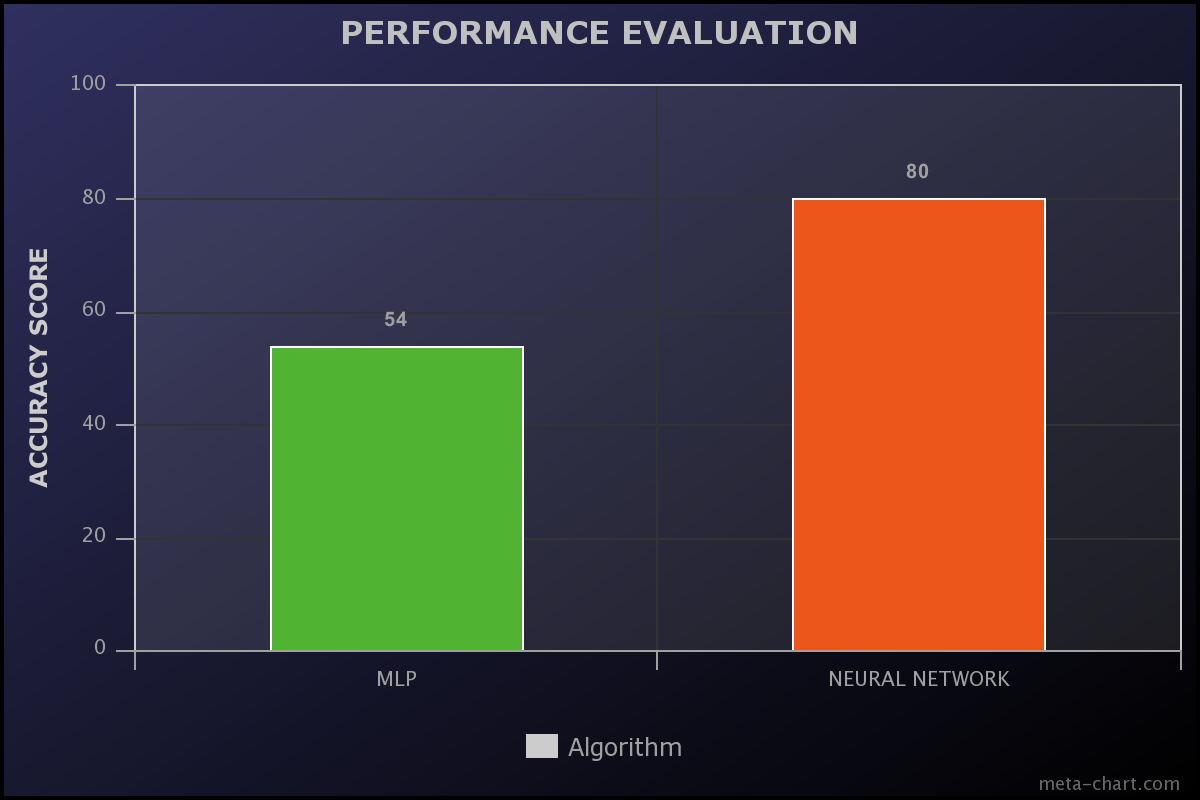 PERFORMANCE EVALUATION
ACCURACY SCORE
100
80
60
40
20
0
54
80
MLP
NEURAL NETWORK
Algorithm
meta-chart.com